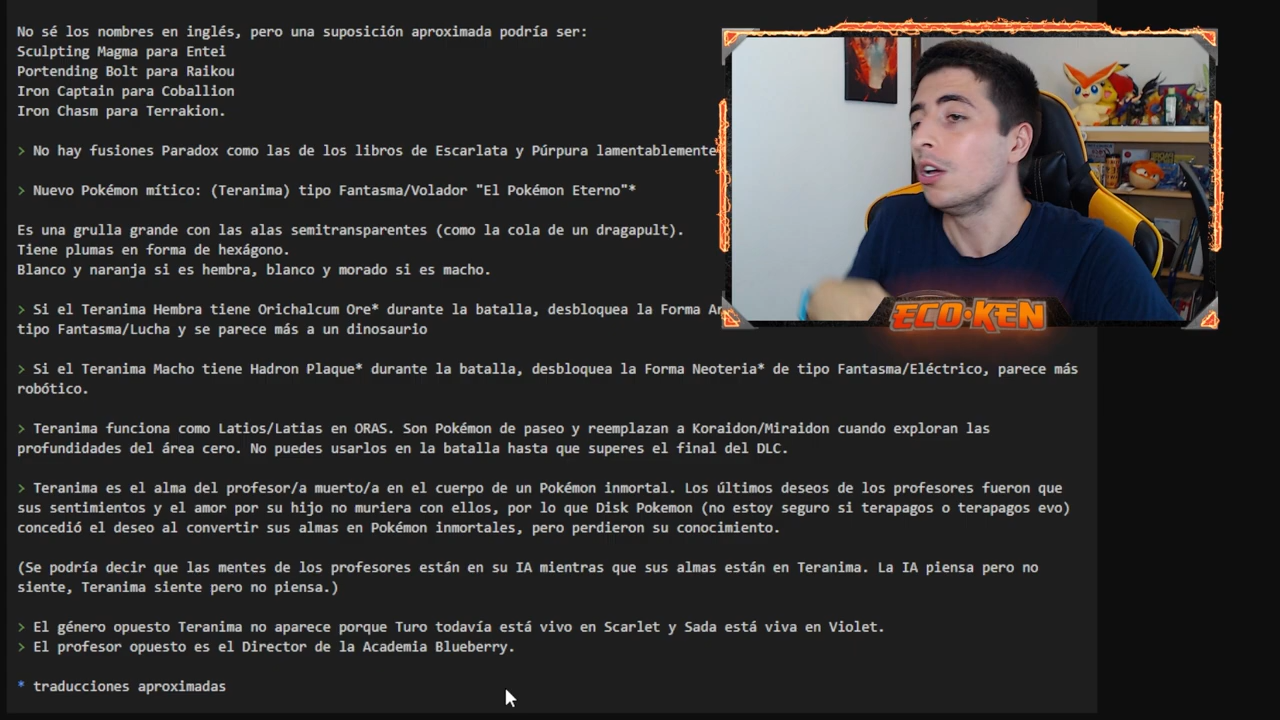 No sé los nombres en inglés, pero una suposición aproximada podría ser:
Sculpting Magma para Entei
Portending Bolt para Raikou
Iron Captain para Coballion
Iron Chasm para Terrakion.
> No hay fusiones Paradox como las de los libros de Escarlata y Púrpura lamentablemente
> Nuevo Pokémon mítico: (Teranima) tipo Fantasma/Volador "El Pokémon Eterno"*
Es una grulla grande con las alas semitransparentes (como la cola de un dragapult).
Tiene plumas en forma de hexágono.
Blanco y naranja si es hembra, blanco y morado si es macho.
> Si el Teranima Hembra tiene Orichalcum Ore* durante la batalla, desbloquea la Forma
tipo Fantasma/Lucha y se parece más a un dinosaurio
> Si el Teranima Macho tiene Hadron Plaque* durante la batalla, desbloquea la Forma Neoteria* de tipo Fantasma/Eléctrico, parece más
robótico.
> Teranima funciona como Latios/Latias en ORAS. Son Pokémon de paseo y reemplazan a Koraidon/Miraidon cuando exploran las
profundidades del área cero. No puedes usarlos en la batalla hasta que superes el final del DLC.
> Teranima es el alma del profesor/a muerto/a en el cuerpo de un Pokémon inmortal. Los últimos deseos de los profesores fueron que
sus sentimientos y el amor por su hijo no muriera con ellos, por lo que Disk Pokemon (no estoy seguro si terapagos o terapagos evo)
concedió el deseo al convertir sus almas en Pokémon inmortales, pero perdieron su conocimiento.
(Se podría decir que las mentes de los profesores están en su IA mientras que sus almas están en Teranima. La IA piensa pero no
siente, Teranima siente pero no piensa.)
> El género opuesto Teranima no aparece porque Turo todavía está vivo en Scarlet y Sada está viva en Violet.
> El profesor opuesto es el Director de la Academia Blueberry.
* traducciones aproximadas
ECO-KEN